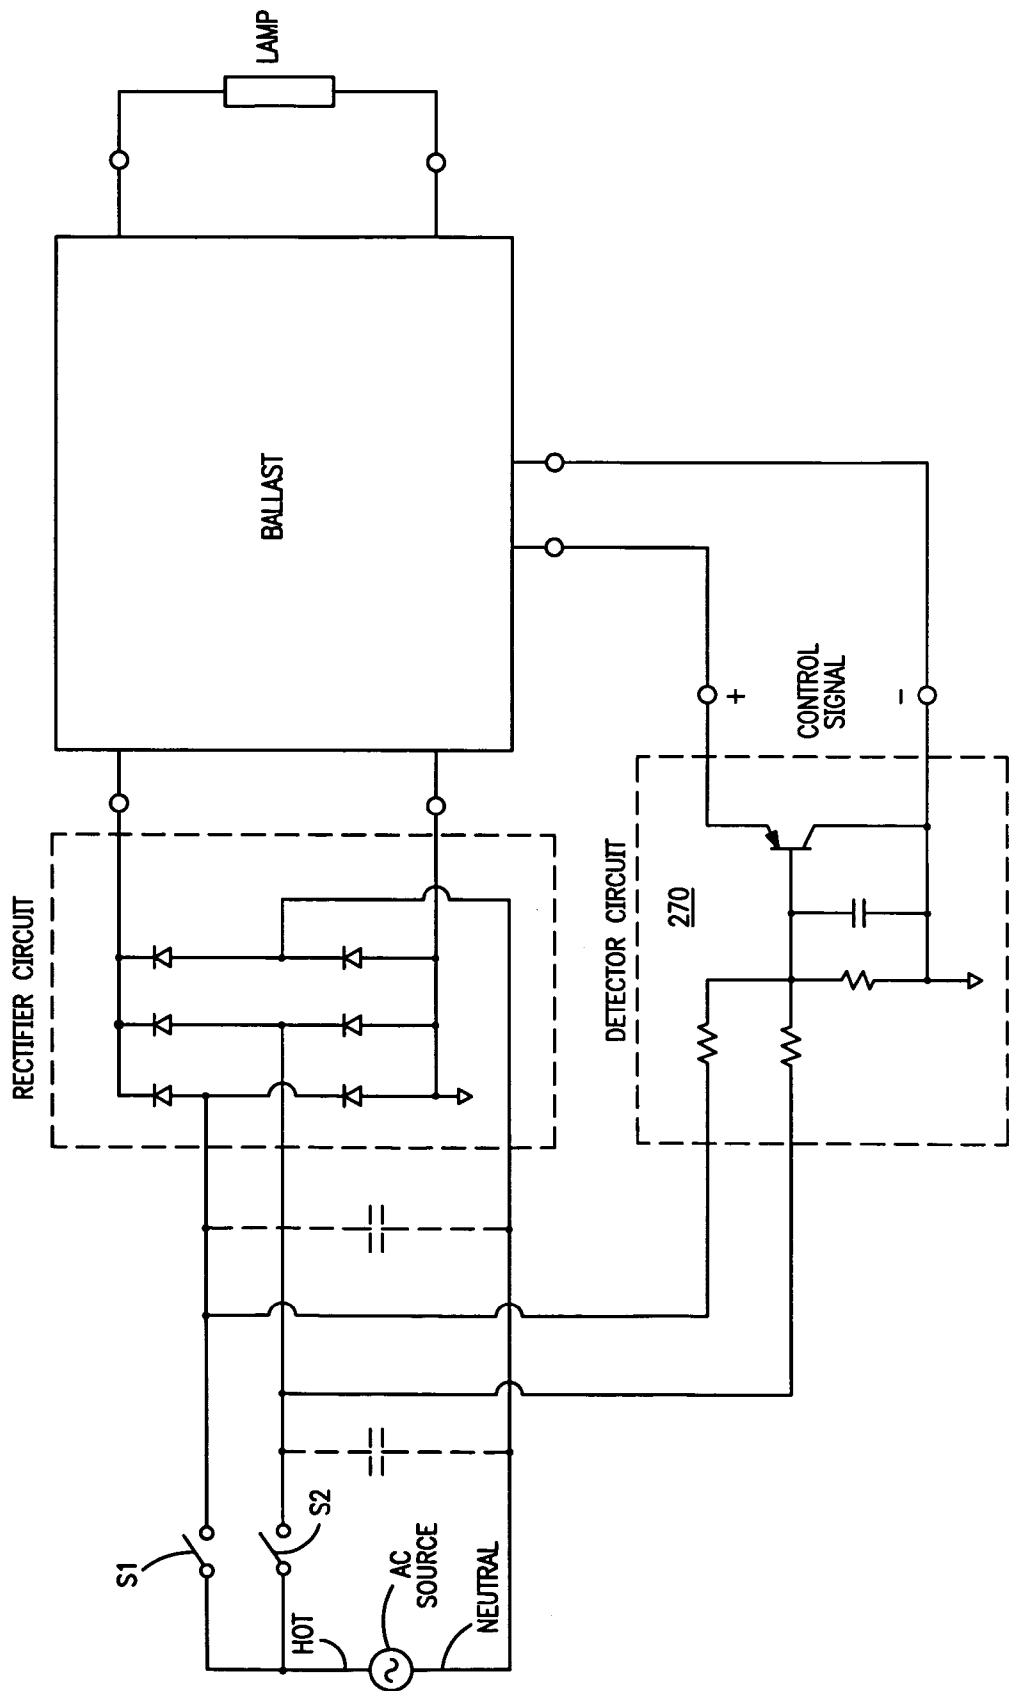 S1
S2
HOT
AC
SOURCE
NEUTRAL
RECTIFIER CIRCUIT
BALLAST
LAMP
DETECTOR CIRCUIT
270
+
CONTROL
SIGNAL
-